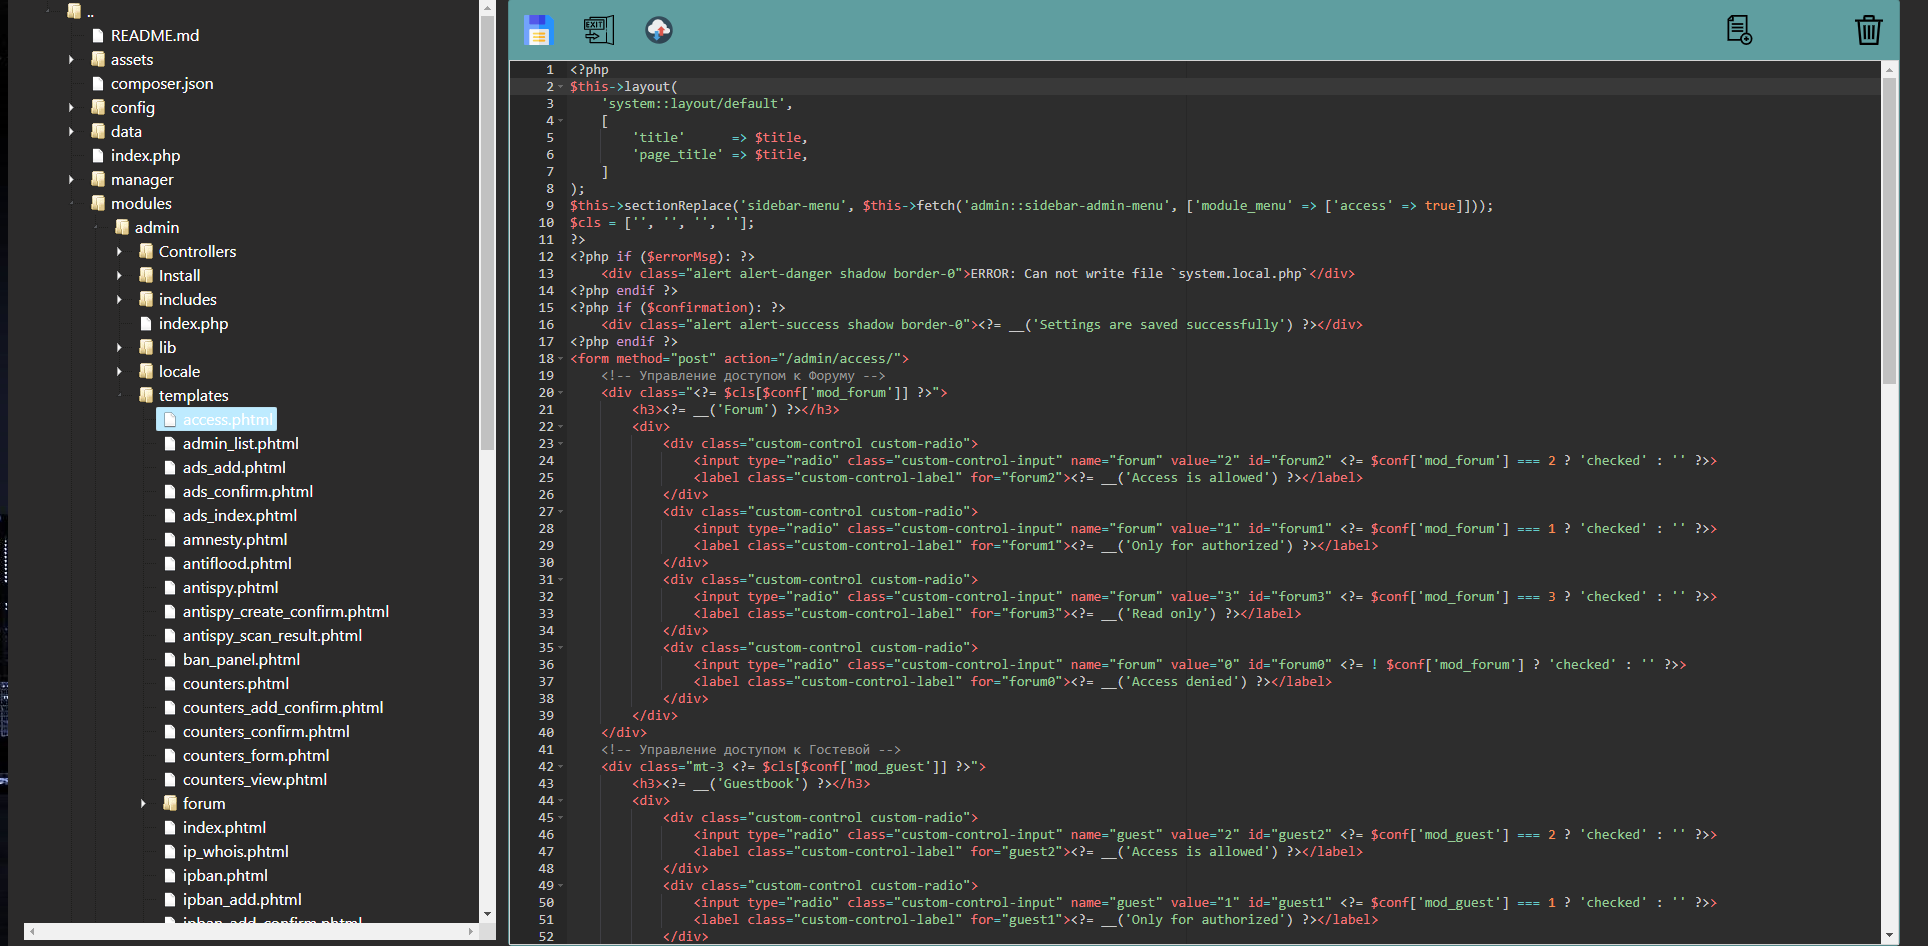 ..
README.md
assets
composer.json
config
data
index.php
manager
modules
admin
Controllers
Install
includes
index.php
lib
locale
templates
access.phtml
admin_list.phtml
ads_add.phtml
ads_confirm.phtml
ads_index.phtml
amnesty.phtml
antiflood.phtml
antispy.phtml
antispy_create_confirm.phtml
antispy_scan_result.phtml
ban_panel.phtml
counters.phtml
counters_add_confirm.phtml
counters_confirm.phtml
counters_form.phtml
counters_view.phtml
forum
index.phtml
ip_whois.phtml
ipban.phtml
ipban_add.phtml
ipban_add_confirm.phtml
EXIT
1 <?php
2 $this->layout(
3 'system::layout/default',
4 [
5 'title' => $title,
6 'page_title' => $title,
7 ]
8 );
9 $this->sectionReplace('sidebar-menu', $this->fetch('admin::sidebar-admin-menu', ['module_menu' => ['access' => true]]));
10 $cls = ['', '', '', ''];
11 ?>
12 <?php if ($errorMsg): ?>
13 <div class="alert alert-danger shadow border-0">ERROR: Can not write file `system.local.php`</div>
14 <?php endif ?>
15 <?php if ($confirmation): ?>
16 <div class="alert alert-success shadow border-0"><?= __('Settings are saved successfully') ?></div>
17 <?php endif ?>
18 <form method="post" action="/admin/access/">
19 <!-- Управление доступом к Форуму -->
20 <div class="<?= $cls[$conf['mod_forum']] ?>">
21 <h3><?= __('Forum') ?></h3>
22 <div>
23 <div class="custom-control custom-radio">
24 <input type="radio" class="custom-control-input" name="forum" value="2" id="forum2" <?= $conf['mod_forum'] === 2 ? 'checked' : '' ?>>
25 <label class="custom-control-label" for="forum2"><?= __('Access is allowed') ?></label>
26 </div>
27 <div class="custom-control custom-radio">
28 <input type="radio" class="custom-control-input" name="forum" value="1" id="forum1" <?= $conf['mod_forum'] === 1 ? 'checked' : '' ?>>
29 <label class="custom-control-label" for="forum1"><?= __('Only for authorized') ?></label>
30 </div>
31 <div class="custom-control custom-radio">
32 <input type="radio" class="custom-control-input" name="forum" value="3" id="forum3" <?= $conf['mod_forum'] === 3 ? 'checked' : '' ?>>
33 <label class="custom-control-label" for="forum3"><?= __('Read only') ?></label>
34 </div>
35 <div class="custom-control custom-radio">
36 <input type="radio" class="custom-control-input" name="forum" value="0" id="forum0" <?= ! $conf['mod_forum'] ? 'checked' : '' ?>>
37 <label class="custom-control-label" for="forum0"><?= __('Access denied') ?></label>
38 </div>
39 </div>
40 </div>
41 <!-- Управление доступом к Гостевой -->
42 <div class="mt-3 <?= $cls[$conf['mod_guest']] ?>">
43 <h3><?= __('Guestbook') ?></h3>
44 <div>
45 <div class="custom-control custom-radio">
46 <input type="radio" class="custom-control-input" name="guest" value="2" id="guest2" <?= $conf['mod_guest'] === 2 ? 'checked' : '' ?>>
47 <label class="custom-control-label" for="guest2"><?= __('Access is allowed') ?></label>
48 </div>
49 <div class="custom-control custom-radio">
50 <input type="radio" class="custom-control-input" name="guest" value="1" id="guest1" <?= $conf['mod_guest'] === 1 ? 'checked' : '' ?>>
51 <label class="custom-control-label" for="guest1"><?= __('Only for authorized') ?></label>
52 </div>